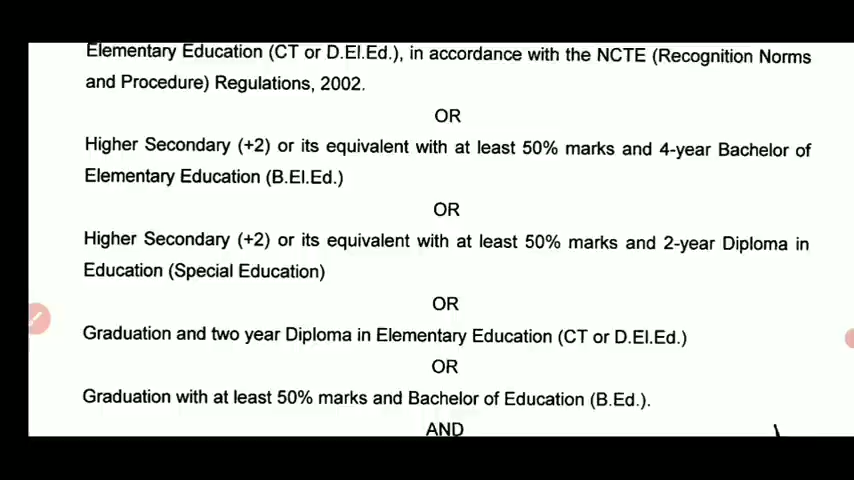 Elementary Education (CT or D.El.Ed.), in accordance with the NCTE (Recognition Norms
and Procedure) Regulations, 2002.
OR
Higher Secondary (+2) or its equivalent with at least 50% marks and 4-year Bachelor of
Elementary Education (B.El.Ed.)
OR
Higher Secondary (+2) or its equivalent with at least 50% marks and 2-year Diploma in
Education (Special Education)
OR
Graduation and two year Diploma in Elementary Education (CT or D.El.Ed.)
OR
Graduation with at least 50% marks and Bachelor of Education (B.Ed.).
AND